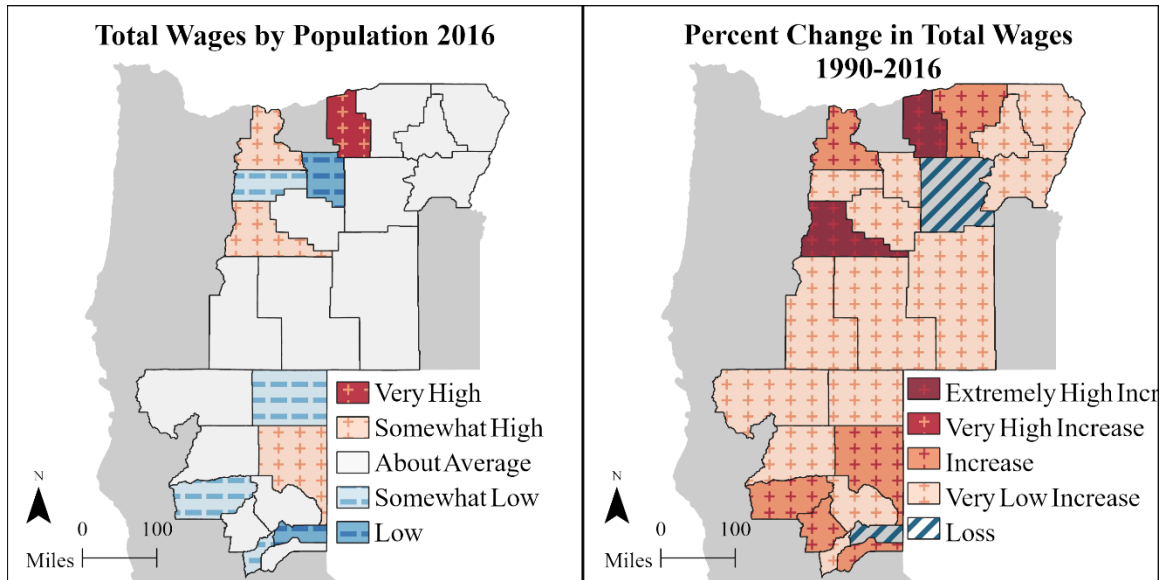 Total Wages by Population 2016
Very High
Somewhat High
About Average
Somewhat Low
Low
N
0 100
Miles
Percent Change in Total Wages
1990-2016
Extremely High Incr
Very High Increase
Increase
Very Low Increase
Loss
N
0 100
Miles